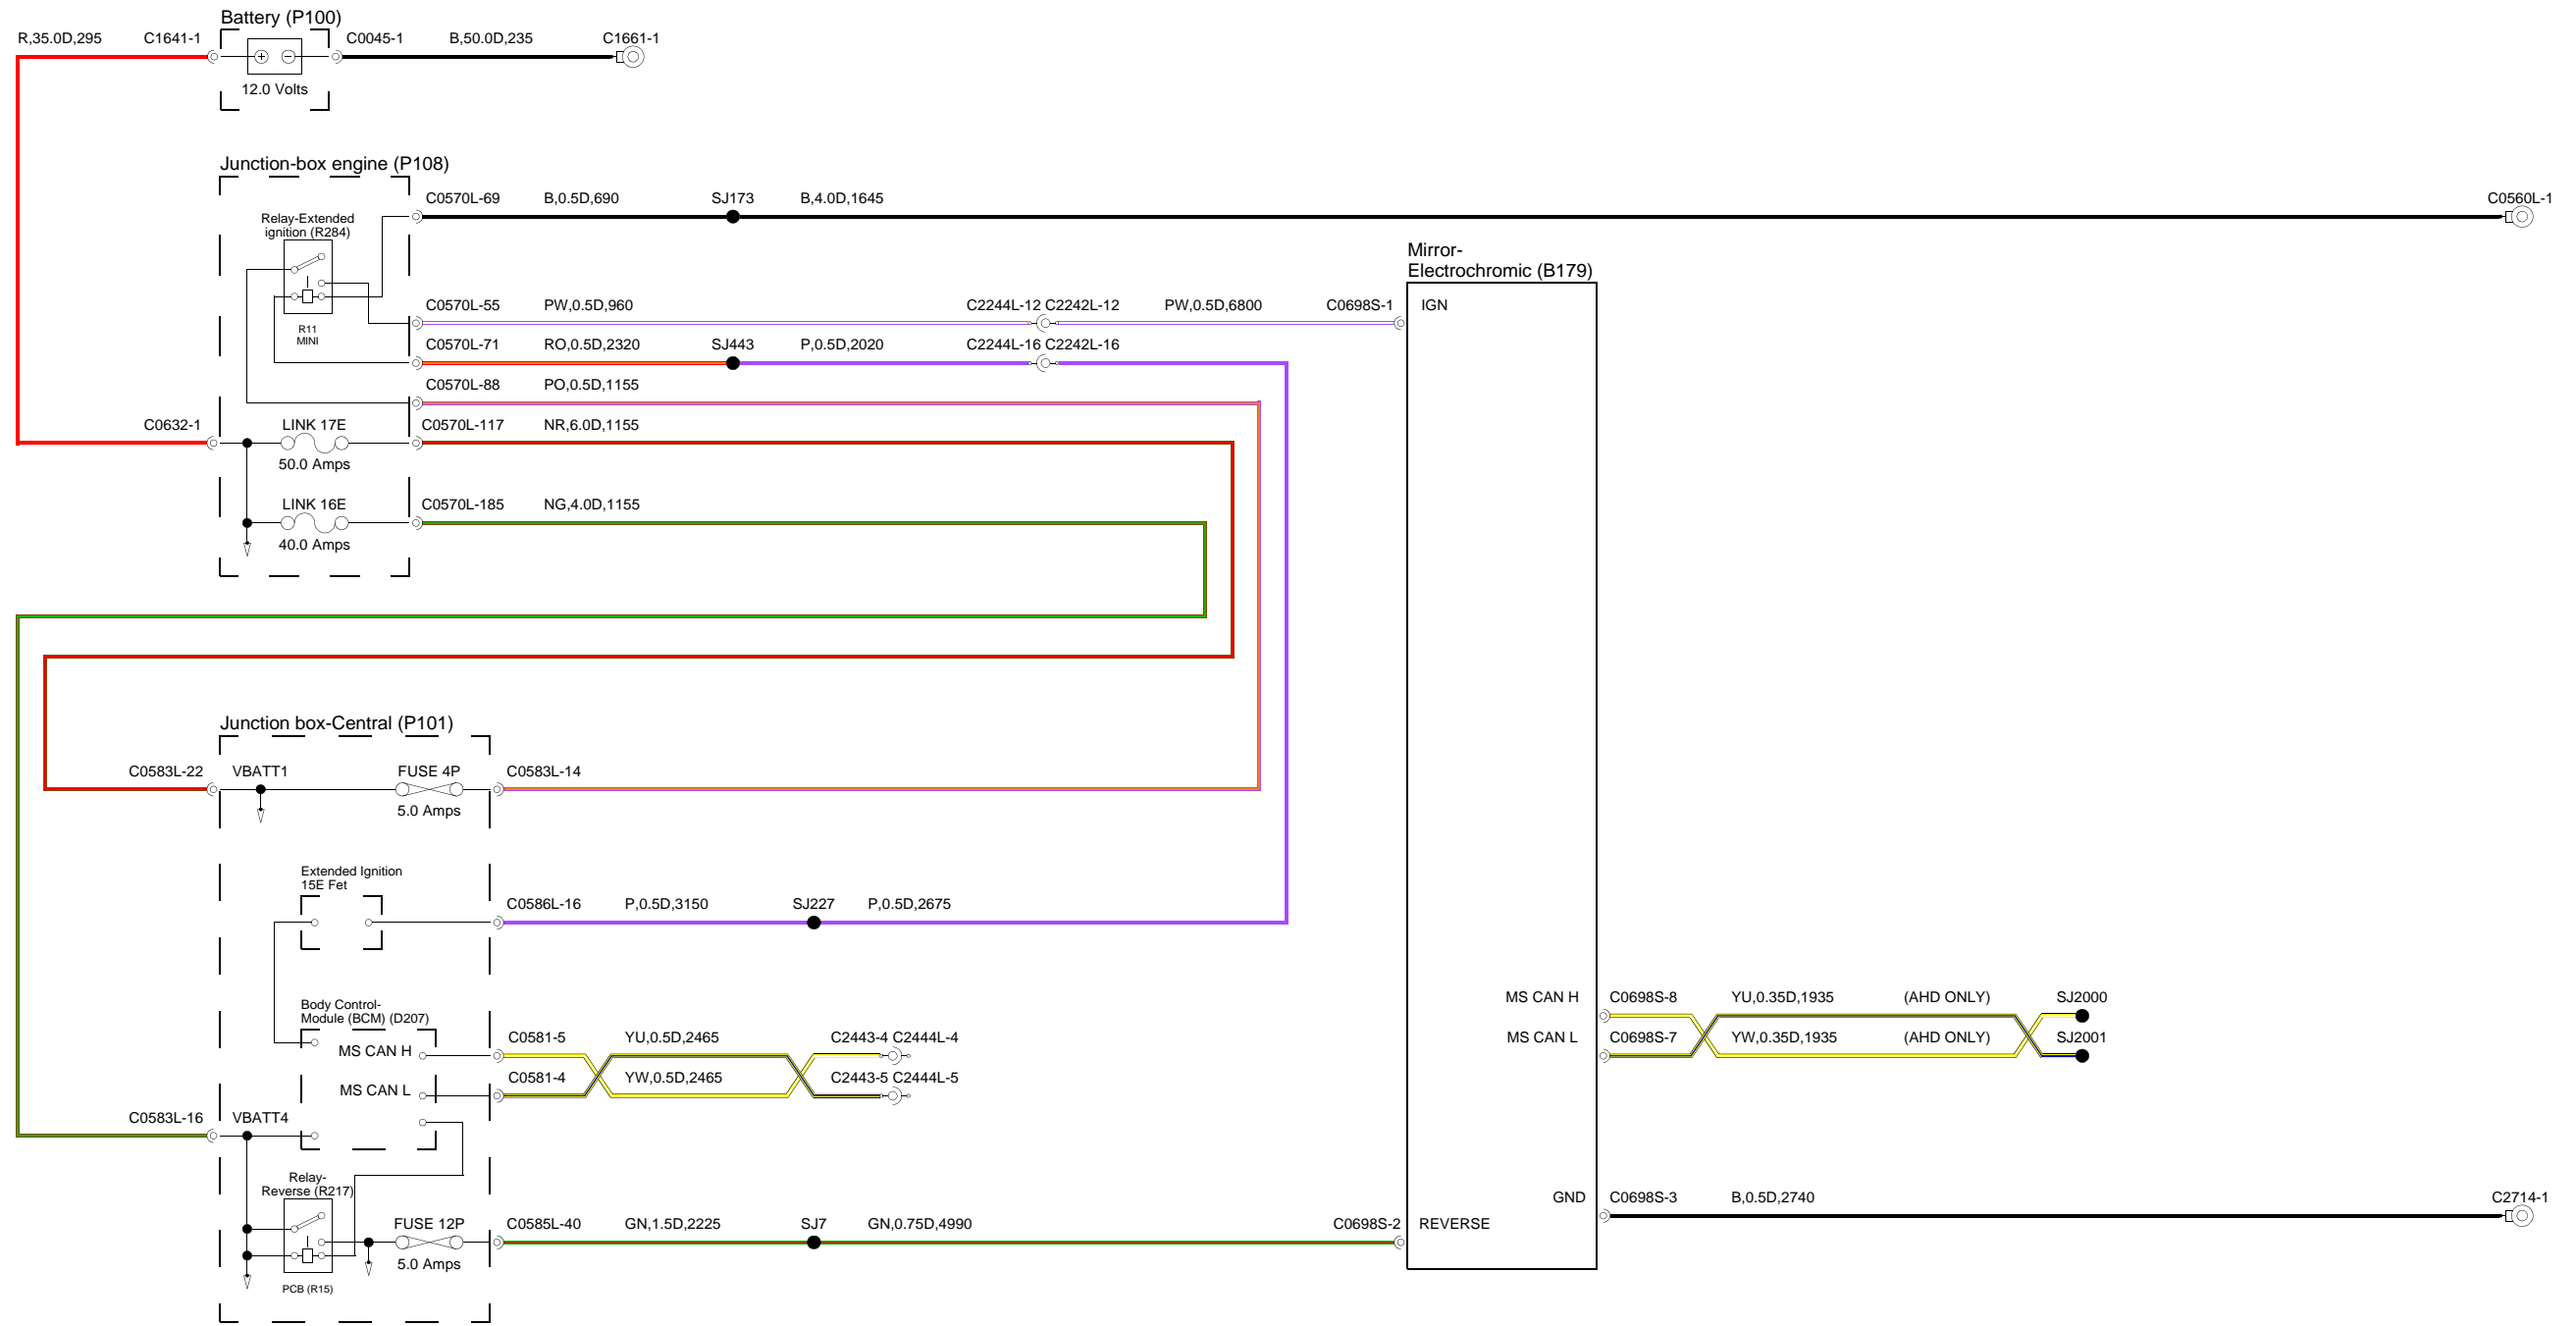 Battery (P100)
R,35.0D,295 C1641-1 C0045-1 B,50.0D,235 C1661-1
12.0 Volts
Junction-box engine (P108)
C0570L-69 B,0.5D,690 SJ173 B,4.0D,1645 C0560L-1
Relay-Extended
ignition (R284)
Mirror-
Electrochromic (B179)
C0570L-55 PW,0.5D,960 C2244L-12 C2242L-12 PW,0.5D,6800 C0698S-1 IGN
R11
MINI
C0570L-71 RO,0.5D,2320 SJ443 P,0.5D,2020 C2244L-16 C2242L-16
C0570L-88 PO,0.5D,1155
C0632-1 LINK 17E C0570L-117 NR,6.0D,1155
50.0 Amps
LINK 16E C0570L-185 NG,4.0D,1155
40.0 Amps
Junction box-Central (P101)
C0583L-22 VBATT1 FUSE 4P C0583L-14
5.0 Amps
Extended Ignition
15E Fet
C0586L-16 P,0.5D,3150 SJ227 P,0.5D,2675
MS CAN H C0698S-8 YU,0.35D,1935 (AHD ONLY) SJ2000
Body Control-
Module (BCM) (D207)
C0581-5 YU,0.5D,2465 C2443-4 C2444L-4
MS CAN L C0698S-7 YW,0.35D,1935 (AHD ONLY) SJ2001
MS CAN H
C0581-4 YW,0.5D,2465 C2443-5 C2444L-5
MS CAN L
C0583L-16 VBATT4
Relay-
Reverse (R217)
GND C0698S-3 B,0.5D,2740 C2714-1
FUSE 12P C0585L-40 GN,1.5D,2225 SJ7 GN,0.75D,4990 C0698S-2 REVERSE
5.0 Amps
PCB (R15)